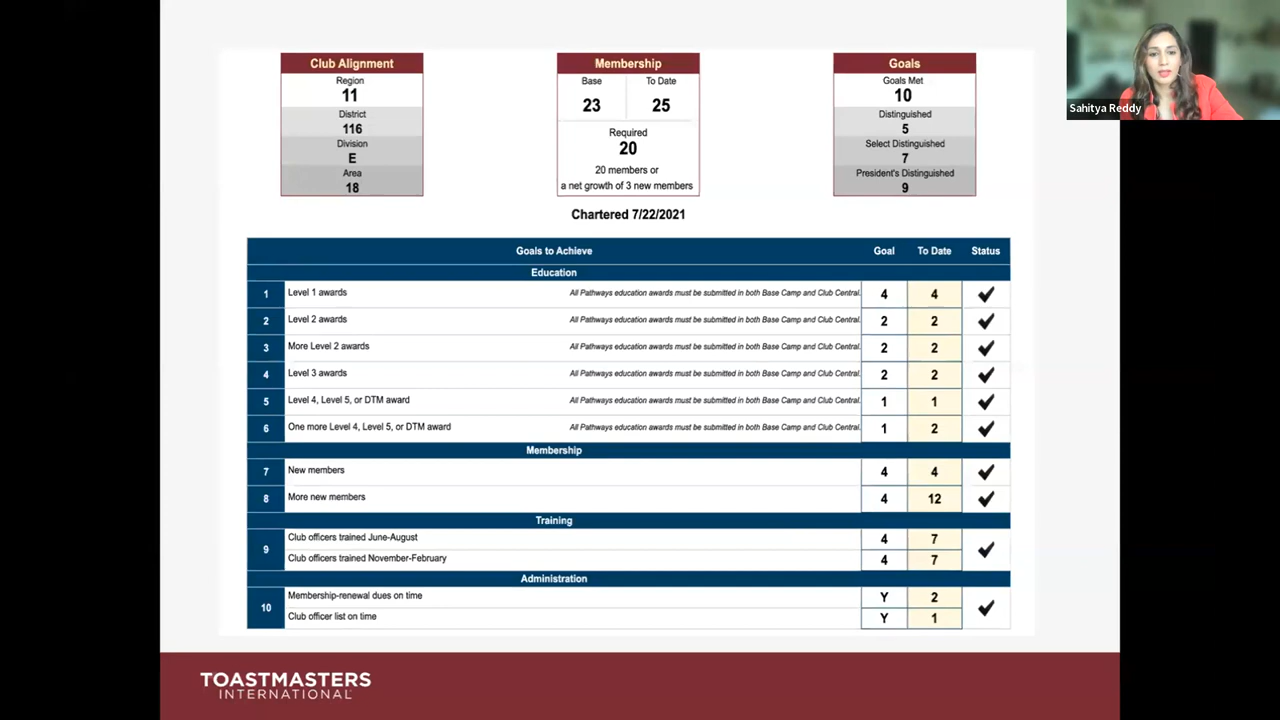 Club Alignment
Region
11
District
116
Division
E
Area
18
Membership
Base To Date
23 25
Required
20
20 members or
a net growth of 3 new members
Goals
Goals Met
10
Distinguished
5
Select Distinguished
7
President's Distinguished
9
Sahitya Reddy
Chartered 7/22/2021
Goals to Achieve Goal To Date Status
Education
1 Level 1 awards All Pathways education awards must be submitted in both Base Camp and Club Central. 4 4
2 Level 2 awards All Pathways education awards must be submitted in both Base Camp and Club Central. 2 2
3 More Level 2 awards All Pathways education awards must be submitted in both Base Camp and Club Central. 2 2
4 Level 3 awards All Pathways education awards must be submitted in both Base Camp and Club Central. 2 2
5 Level 4, Level 5, or DTM award All Pathways education awards must be submitted in both Base Camp and Club Central. 1 1
6 One more Level 4, Level 5, or DTM award All Pathways education awards must be submitted in both Base Camp and Club Central. 1 2
Membership
7 New members 4 4
8 More new members 4 12
Training
9 Club officers trained June-August 4 7
Club officers trained November-February 4 7
Administration
10 Membership-renewal dues on time Y 2
Club officer list on time Y 1
TOASTMASTERS
INTERNATIONAL